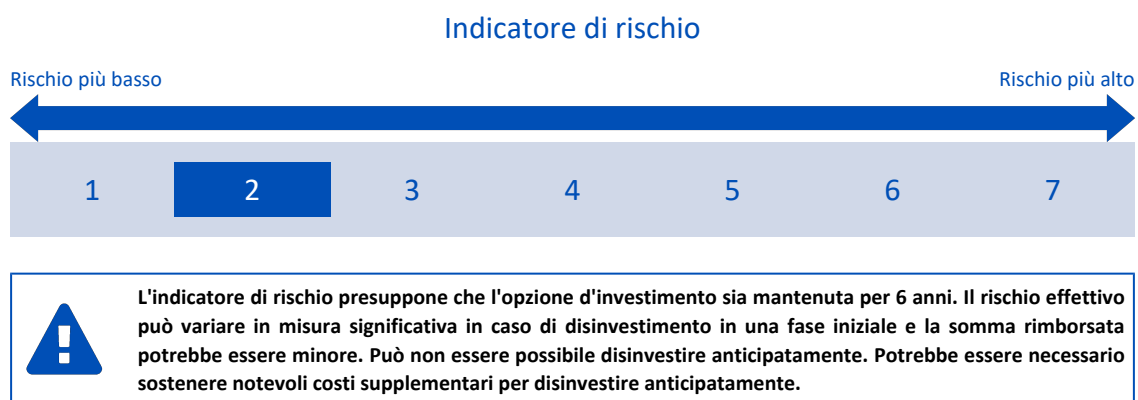 Indicatore di rischio
Rischio più basso
Rischio più alto
1 2 3 4 5 6 7
L'indicatore di rischio presuppone che l'opzione d'investimento sia mantenuta per 6 anni. Il rischio effettivo
può variare in misura significativa in caso di disinvestimento in una fase iniziale e la somma rimborsata
potrebbe essere minore. Può non essere possibile disinvestire anticipatamente. Potrebbe essere necessario
sostenere notevoli costi supplementari per disinvestire anticipatamente.